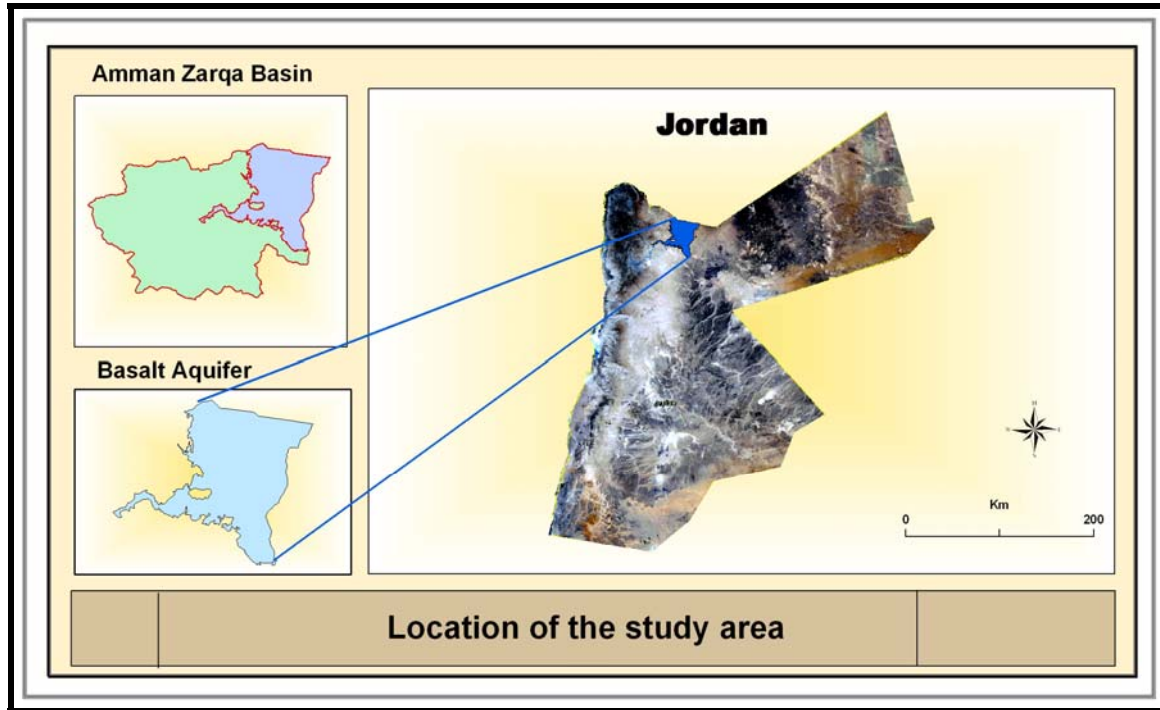 Amman Zarqa Basin
Jordan
Basalt Aquifer
N
W
E
S
Km
0
200
Location of the study area